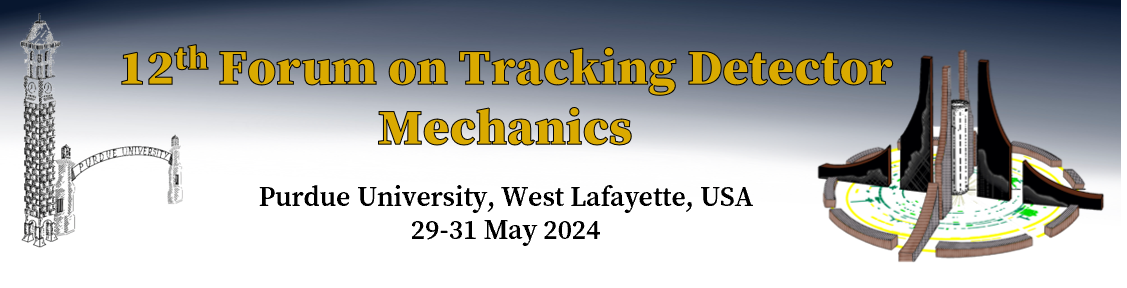 12th Forum on Tracking Detector
Mechanics
PURDUE UNIVERSITY
Purdue University, West Lafayette, USA
29-31 May 2024